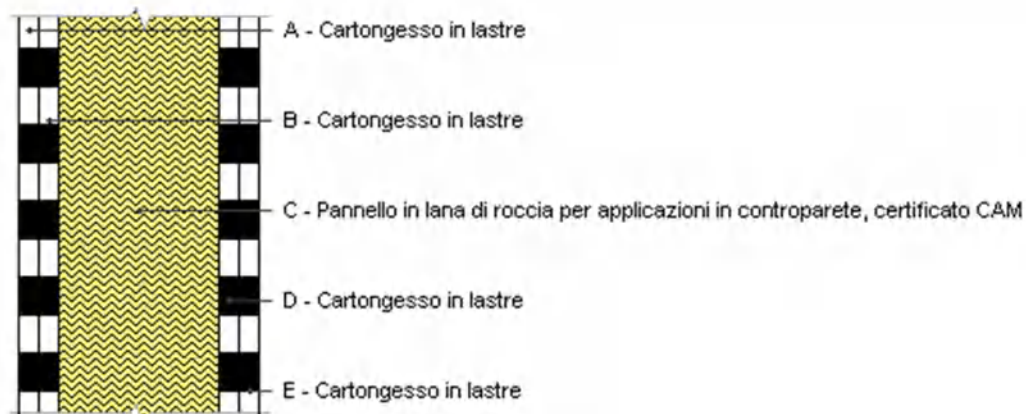 A - Cartongesso in lastre
B - Cartongesso in lastre
C - Pannello in lana di roccia per applicazioni in controparete, certificato CAM
D - Cartongesso in lastre
E - Cartongesso in lastre